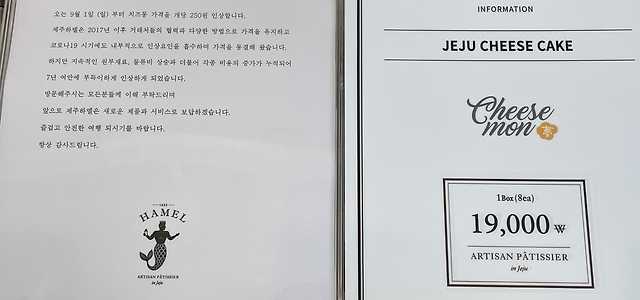 오는 9월 1일 (일) 부터 치즈몽 가격을 개당 250원 인상합니다.
제주하멜은 2017년 이후 거래처들의 협력과 다양한 방법으로 가격을 유지하고
코로나19 시기에도 내부적으로 인상요인을 흡수하며 가격을 동결해 왔습니다.
하지만 지속적인 원부재료, 물류비 상승과 더불어 각종 비용의 증가가 누적되어
7년 여만에 부득이하게 인상하게 되었습니다.
방문해주시는 모든분들께 이해 부탁드리며
앞으로 제주하멜은 새로운 제품과 서비스로 보답하겠습니다.
즐겁고 안전한 여행 되시기를 바랍니다.
항상 감사드립니다.
HAMEL
ARTISAN PÂTISSIER
in Jeju
INFORMATION
JEJU CHEESE CAKE
Cheese
mon
1Box (8ea)
19,000 ₩
ARTISAN PÂTISSIER
in Jeju